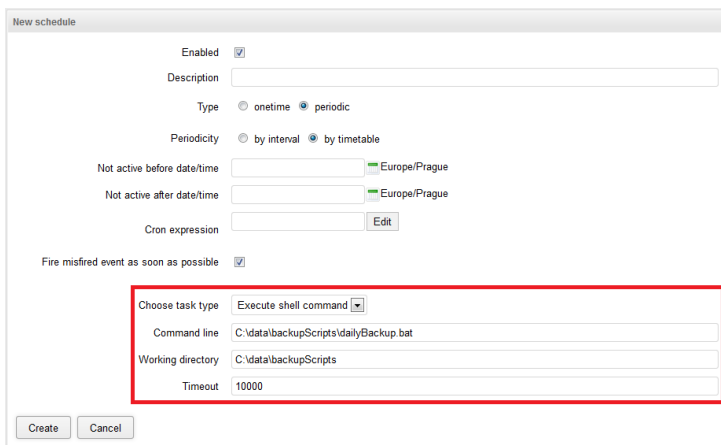 New schedule
Enabled
Description
Type onetime periodic
Periodicity by interval by timetable
Not active before date/time Europe/Prague
Not active after date/time Europe/Prague
Cron expression Edit
Fire misfired event as soon as possible
Choose task type Execute shell command
Command line C:\data\backupScripts\dailyBackup.bat
Working directory C:\data\backupScripts
Timeout 10000
Create Cancel